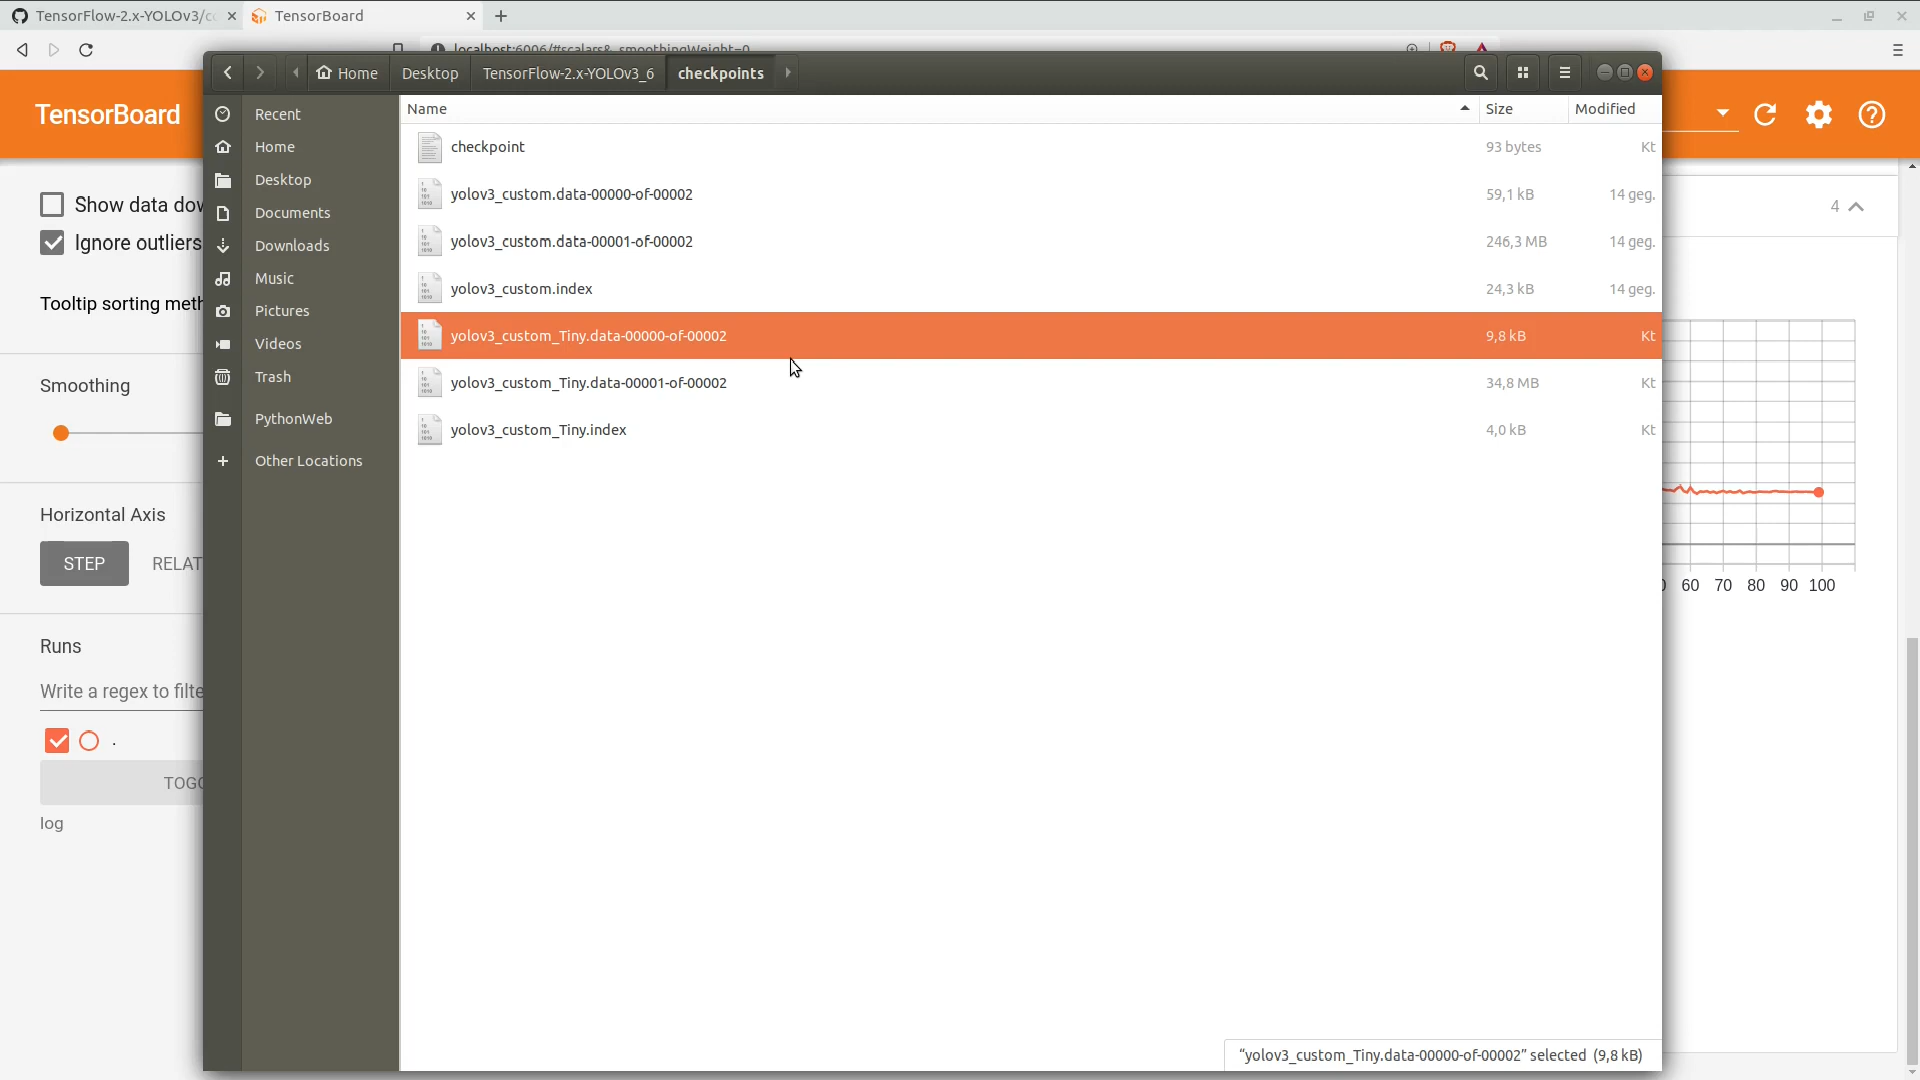 TensorFlow-2.x-YOLOv3/c
TensorBoard
localhost:6006/#scalars&_smoothingWeight=0
Home
Desktop
TensorFlow-2.x-YOLOv3_6
checkpoints
TensorBoard
Recent
Home
Desktop
Documents
Downloads
Music
Pictures
Videos
Trash
PythonWeb
Other Locations
Name Size Modified
checkpoint 93 bytes Kt
yolov3_custom.data-00000-of-00002 59,1 kB 14 geg.
yolov3_custom.data-00001-of-00002 246,3 MB 14 geg.
yolov3_custom.index 24,3 kB 14 geg.
yolov3_custom_Tiny.data-00000-of-00002 9,8 kB Kt
yolov3_custom_Tiny.data-00001-of-00002 34,8 MB Kt
yolov3_custom_Tiny.index 4,0 kB Kt
"yolov3_custom_Tiny.data-00000-of-00002" selected (9,8 kB)
Show data dow
Ignore outliers
Tooltip sorting meth
Smoothing
Horizontal Axis
STEP RELAT
Runs
Write a regex to filte
.
TOGG
log
4
60 70 80 90 100